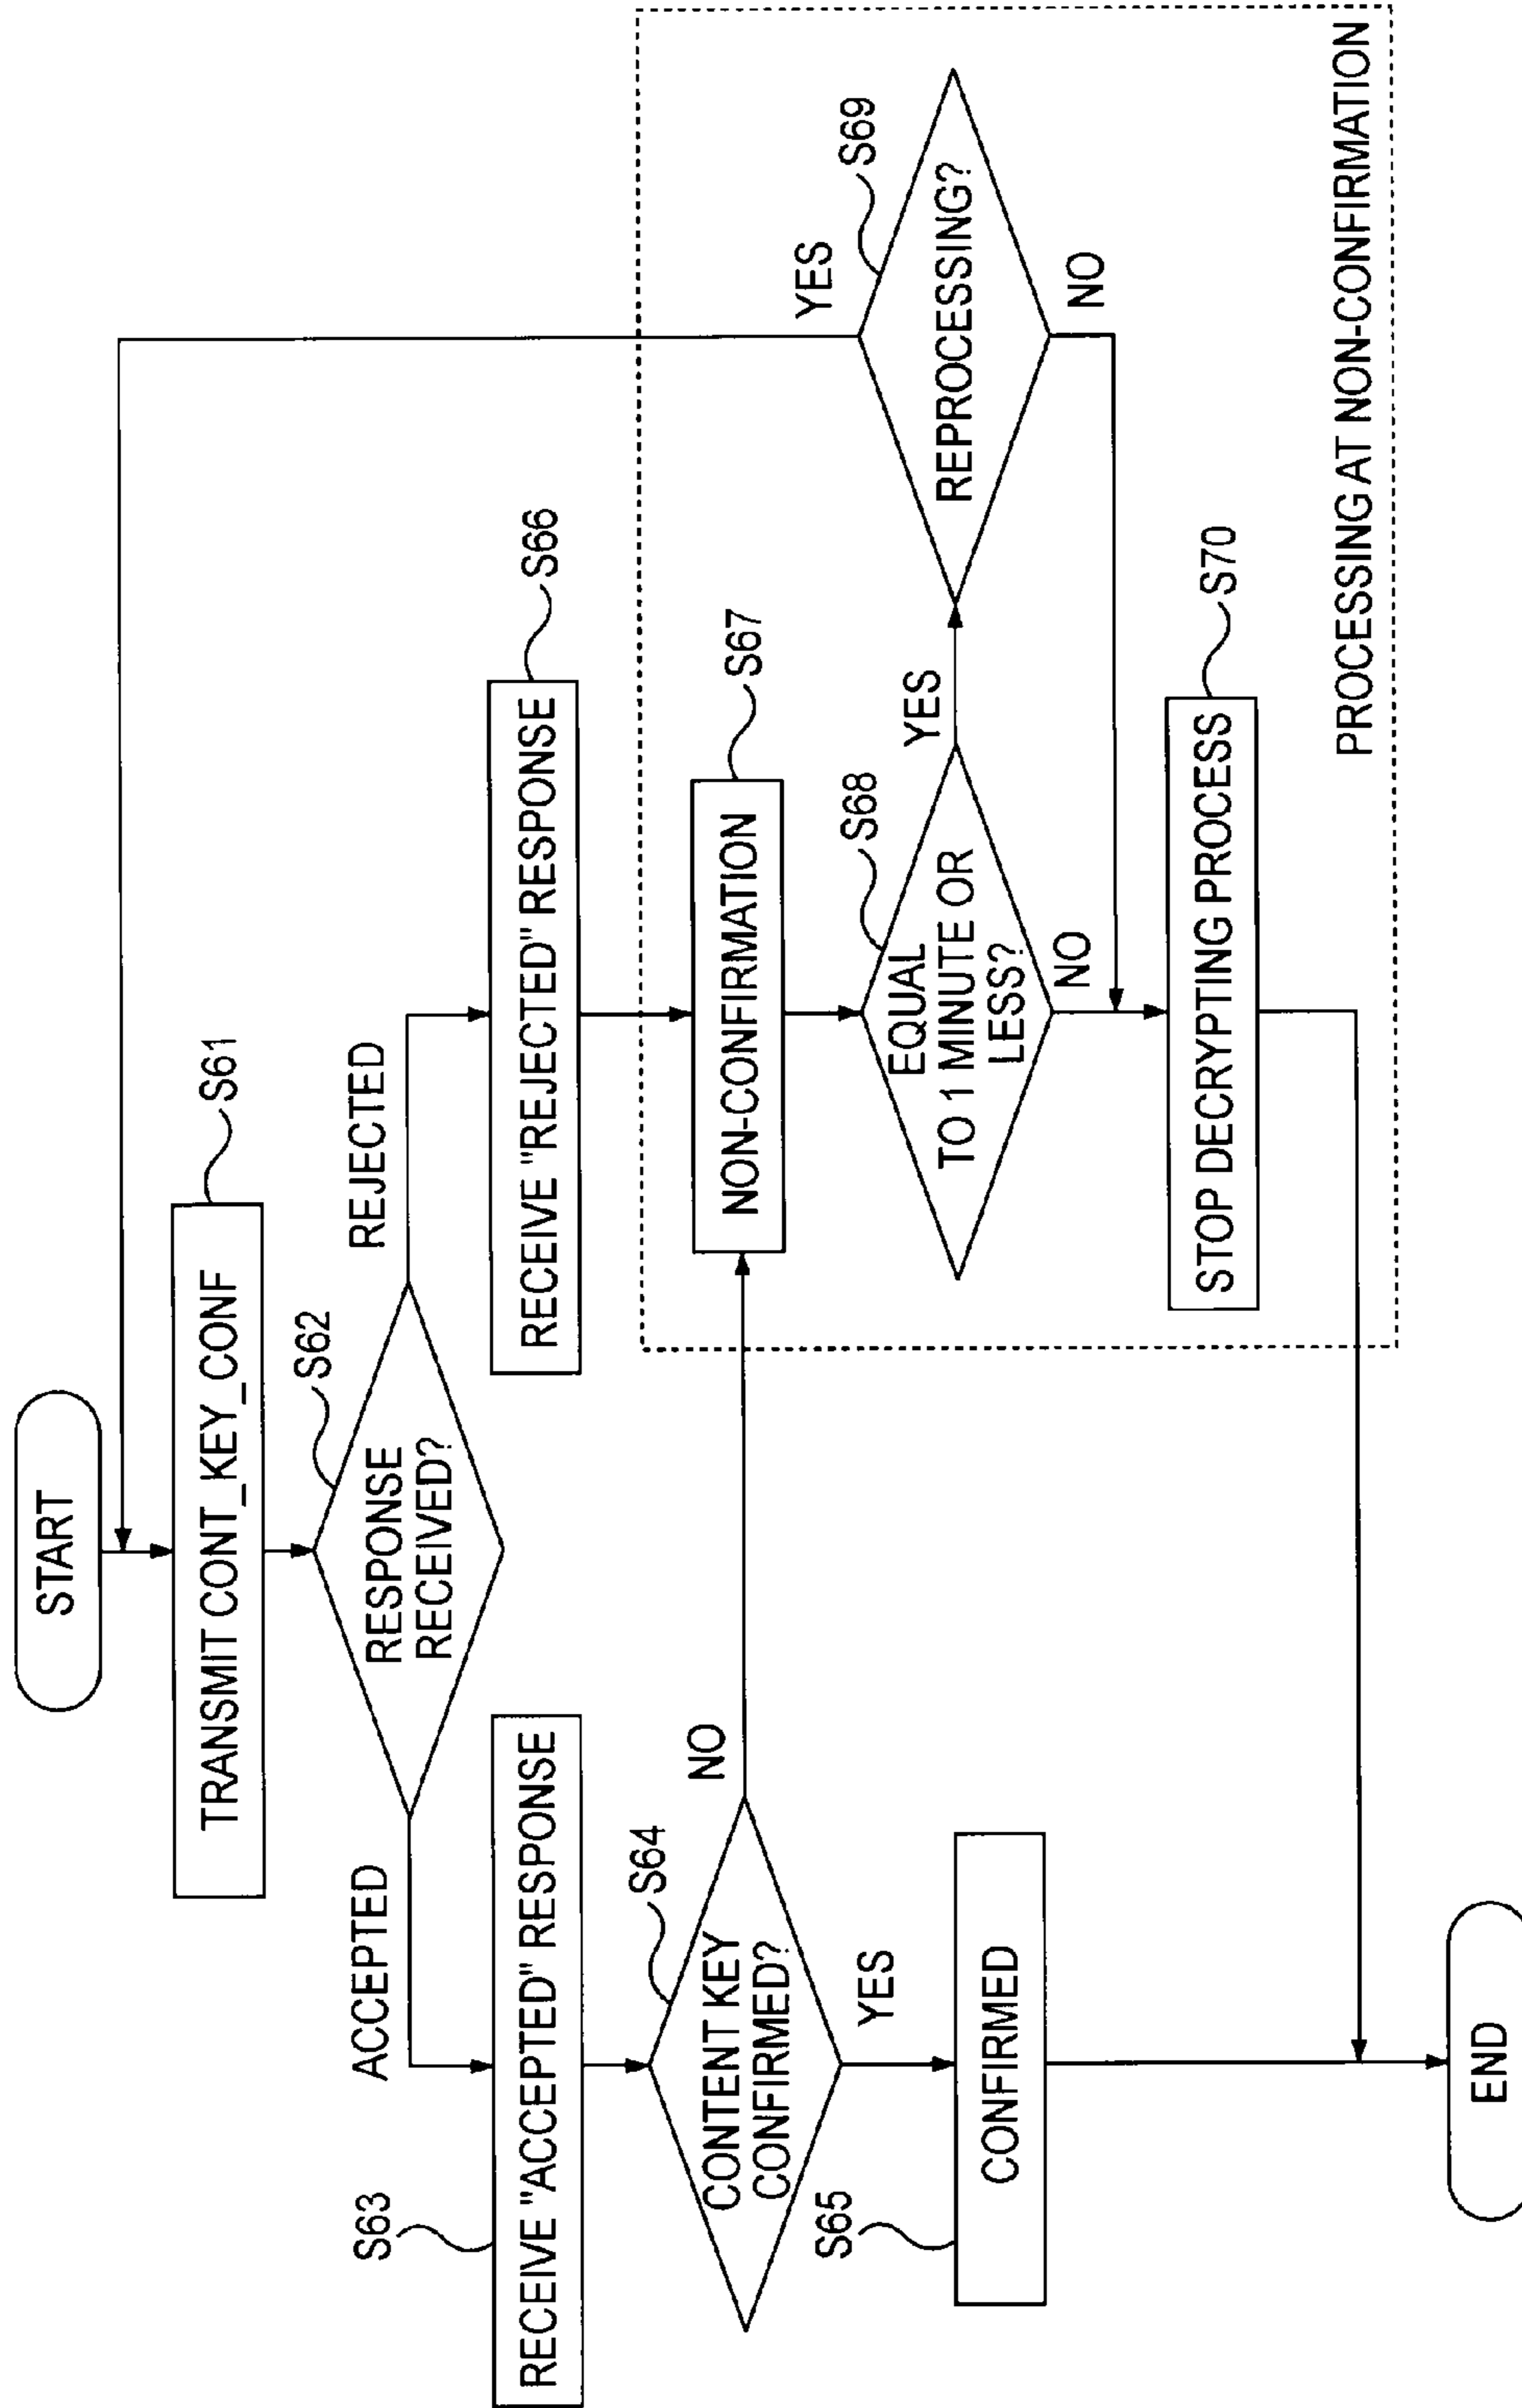 START
TRANSMIT CONT_KEY_CONF
S61
RESPONSE
RECEIVED?
S62
ACCEPTED
REJECTED
S63
RECEIVE "ACCEPTED" RESPONSE
RECEIVE "REJECTED" RESPONSE
S66
CONTENT KEY
CONFIRMED?
S64
NO
YES
NON-CONFIRMATION
S67
S65
CONFIRMED
EQUAL
TO 1 MINUTE OR
LESS?
S68
YES
NO
REPROCESSING?
S69
YES
NO
STOP DECRYPTING PROCESS
S70
PROCESSING AT NON-CONFIRMATION
END